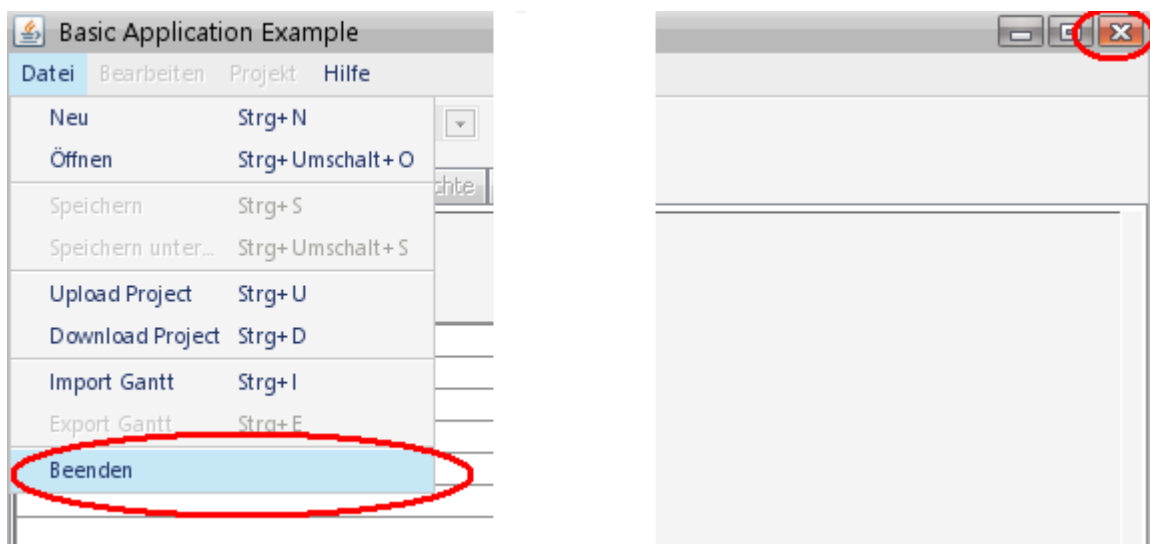 Basic Application Example
Datei Bearbeiten Projekt Hilfe
Neu Strg+N
Öffnen Strg+Umschalt+O
chte
Speichern Strg+S
Speichern unter... Strg+Umschalt+S
Upload Project Strg+U
Download Project Strg+D
Import Gantt Strg+I
Export Gantt Strg+E
Beenden